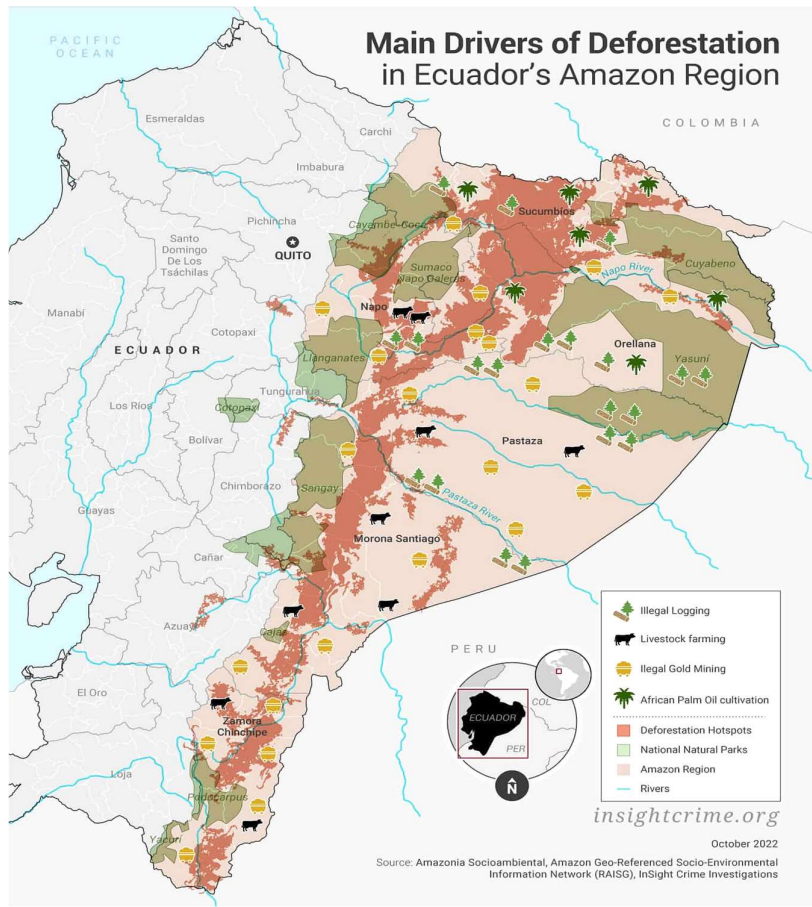 Main Drivers of Deforestation
in Ecuador's Amazon Region
PACIFIC
OCEAN
COLOMBIA
Esmeraldas
Carchi
Imbabura
Sucumbíos
Cayambe-Coca
Pichincha
Santo
Domingo
De Los
Tsáchilas
QUITO
Cuyabeno
Sumaco
Napo Galeras
Napo River
Manabí
Napo
Cotopaxi
ECUADOR
Orellana
Llanganates
Yasuní
Tungurahua
Los Ríos
Cotopaxi
Bolívar
Pastaza
Chimborazo
Sangay
Guayas
Pastaza River
Morona Santiago
Cañar
Azuay
Cajas
PERU
El Oro
Zamora
Chinchipe
Loja
Podocarpus
Yacuri
Illegal Logging
Livestock farming
Ilegal Gold Mining
African Palm Oil cultivation
Deforestation Hotspots
National Natural Parks
Amazon Region
Rivers
COL
ECUADOR
PER
N
insightcrime.org
October 2022
Source: Amazonia Socioambiental, Amazon Geo-Referenced Socio-Environmental
Information Network (RAISG), InSight Crime Investigations